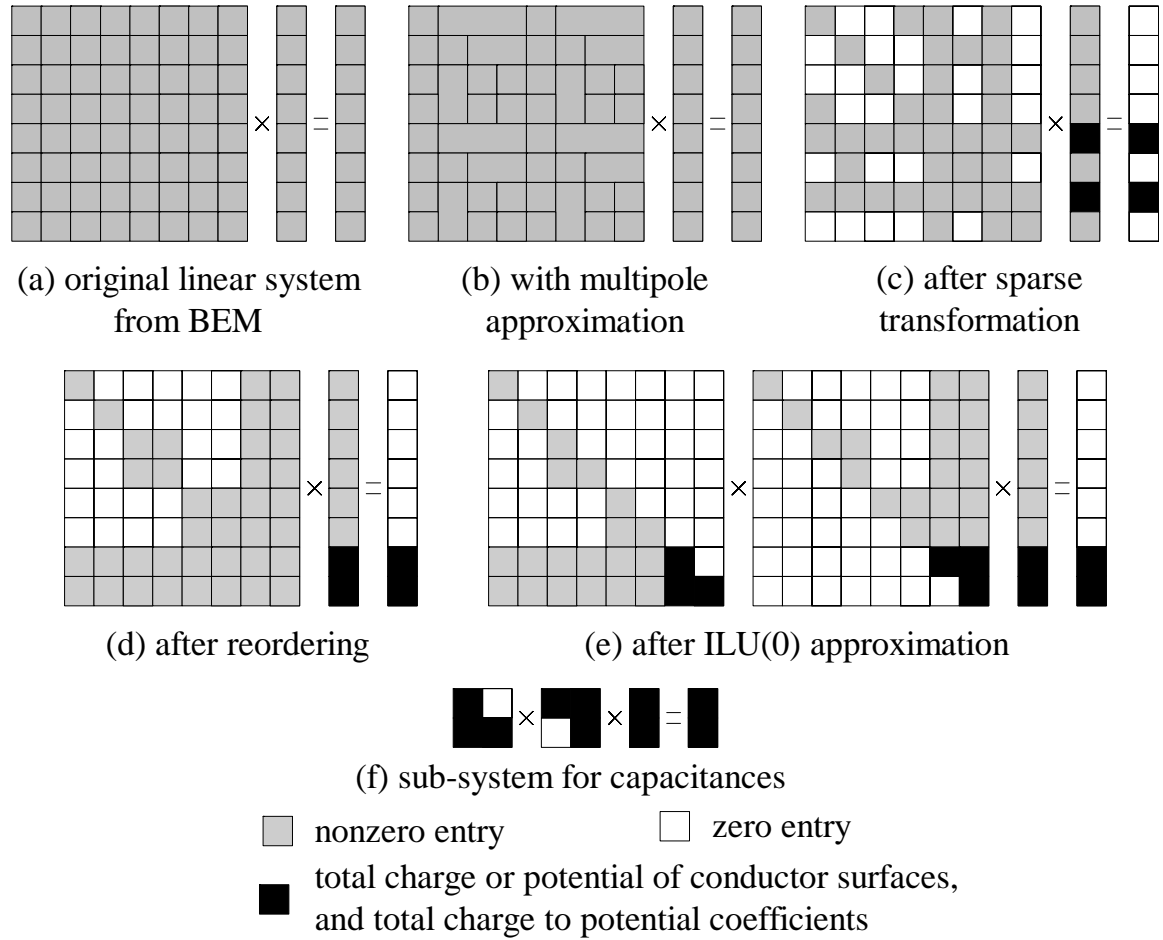 × =
× =
× =
(a) original linear system
from BEM
(b) with multipole
approximation
(c) after sparse
transformation
× =
× × =
(d) after reordering
(e) after ILU(0) approximation
× × =
(f) sub-system for capacitances
nonzero entry
zero entry
total charge or potential of conductor surfaces,
and total charge to potential coefficients